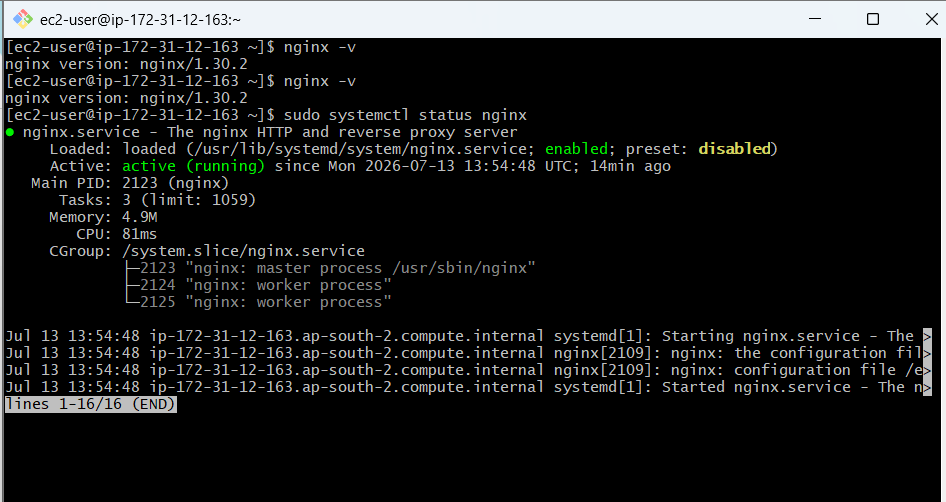 ec2-user@ip-172-31-12-163:~
[ec2-user@ip-172-31-12-163 ~]$ nginx -v
nginx version: nginx/1.30.2
[ec2-user@ip-172-31-12-163 ~]$ nginx -v
nginx version: nginx/1.30.2
[ec2-user@ip-172-31-12-163 ~]$ sudo systemctl status nginx
● nginx.service - The nginx HTTP and reverse proxy server
     Loaded: loaded (/usr/lib/systemd/system/nginx.service; enabled; preset: disabled)
     Active: active (running) since Mon 2026-07-13 13:54:48 UTC; 14min ago
   Main PID: 2123 (nginx)
      Tasks: 3 (limit: 1059)
     Memory: 4.9M
        CPU: 81ms
     CGroup: /system.slice/nginx.service
             ├─2123 "nginx: master process /usr/sbin/nginx"
             ├─2124 "nginx: worker process"
             └─2125 "nginx: worker process"
Jul 13 13:54:48 ip-172-31-12-163.ap-south-2.compute.internal systemd[1]: Starting nginx.service - The >
Jul 13 13:54:48 ip-172-31-12-163.ap-south-2.compute.internal nginx[2109]: nginx: the configuration fil>
Jul 13 13:54:48 ip-172-31-12-163.ap-south-2.compute.internal nginx[2109]: nginx: configuration file /e>
Jul 13 13:54:48 ip-172-31-12-163.ap-south-2.compute.internal systemd[1]: Started nginx.service - The n>
lines 1-16/16 (END)